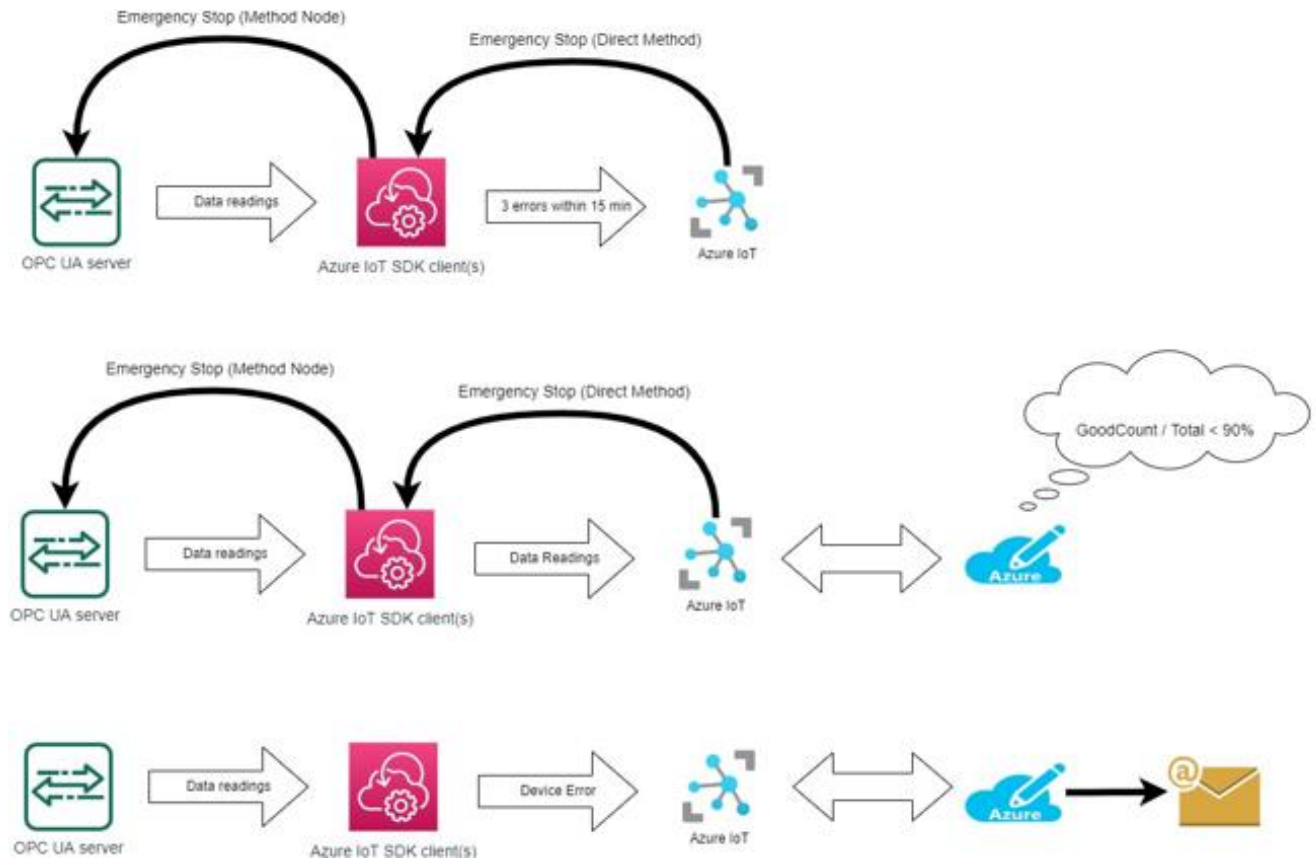 Emergency Stop (Method Node)
Emergency Stop (Direct Method)
Data readings
3 errors within 15 min
OPC UA server
Azure IoT SDK client(s)
Azure IoT
Emergency Stop (Method Node)
Emergency Stop (Direct Method)
GoodCount / Total < 90%
Data readings
Data Readings
Azure
OPC UA server
Azure IoT SDK client(s)
Azure IoT
Data readings
Device Error
@
Azure
OPC UA server
Azure IoT SDK client(s)
Azure IoT